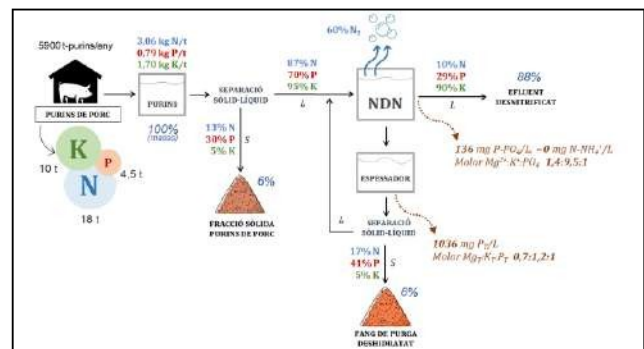 5900 t-purins/any
PURINS DE PORC
K
P
N
10 t
4,5 t
18 t
3,06 kg N/t
0,79 kg P/t
1,70 kg K/t
PURINS
100%
(massa)
SEPARACIÓ
SÒLID-LÍQUID
13% N
30% P
5% K
S
6%
FRACCIÓ SÒLIDA
PURINS DE PORC
87% N
70% P
95% K
L
60% N₂
NDN
10% N
29% P
90% K
L
88%
EFLUENT
DESNITRIFICAT
136 mg P-PO₄/L ~0 mg N-NH₄⁺/L
Molar Mg²⁺:K⁺:PO₄ 1,4:9,5:1
ESPESSADOR
L
SEPARACIÓ
SÒLID-LÍQUID
1036 mg P_T/L
Molar Mg_T:K_T:P_T 0,7:1,2:1
17% N
41% P
5% K
S
6%
FANG DE PURGA
DESHIDRATAT